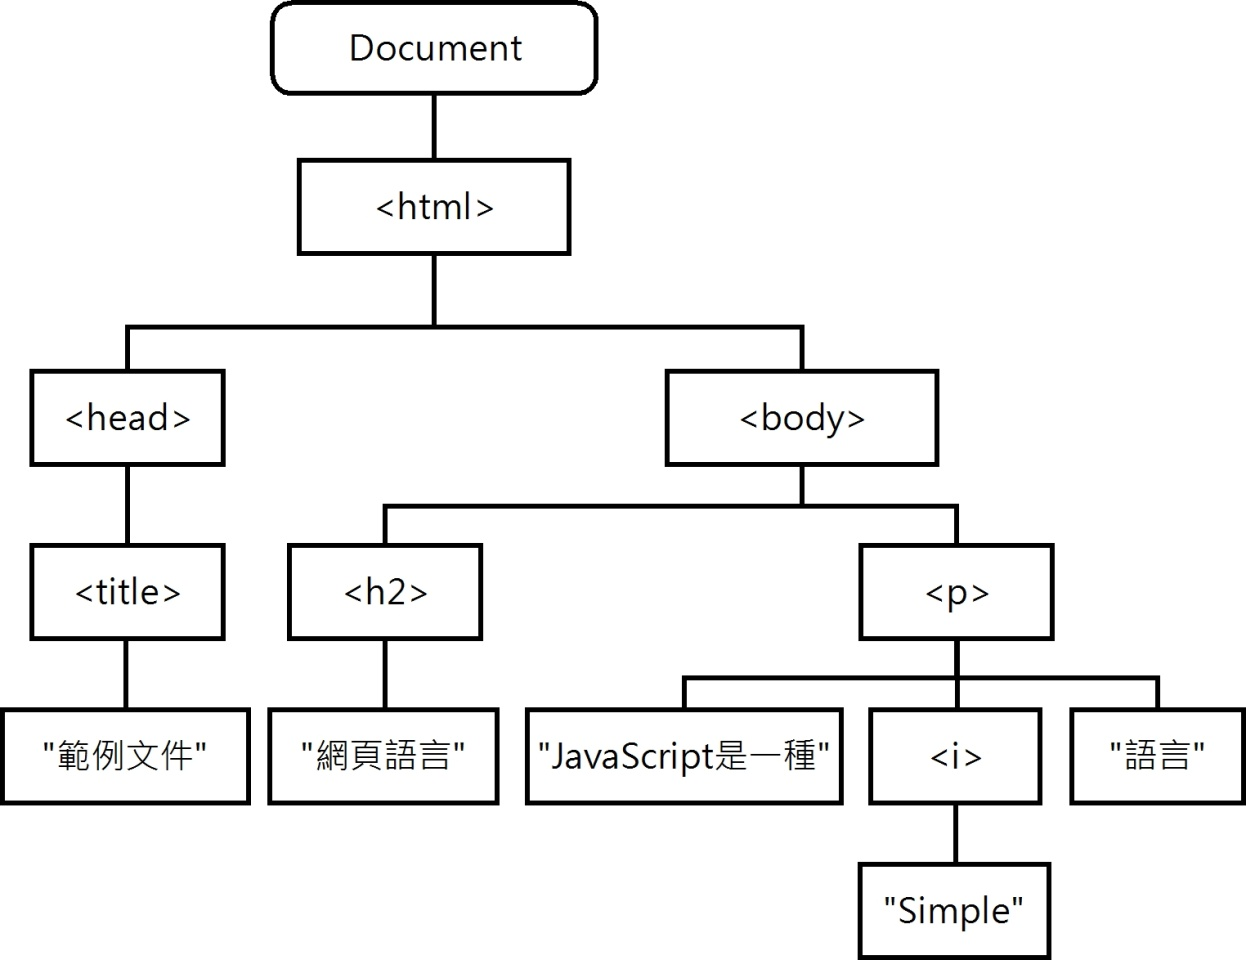 Document
<html>
<head>
<body>
<title>
<h2>
<p>
"範例文件"
"網頁語言"
"JavaScript是一種"
<i>
"語言"
"Simple"